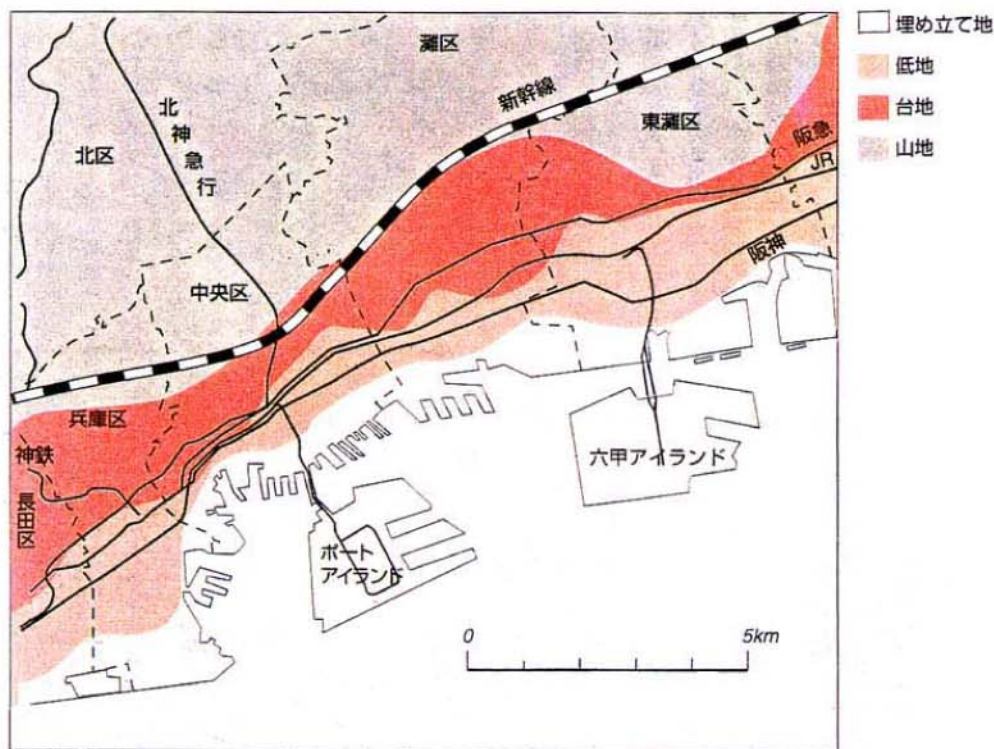 灘区
埋め立て地
低地
台地
山地
新幹線
東灘区
北神急行
北区
阪急
JR
阪神
中央区
兵庫区
神鉄
長田区
六甲アイランド
ポート
アイランド
0
5km